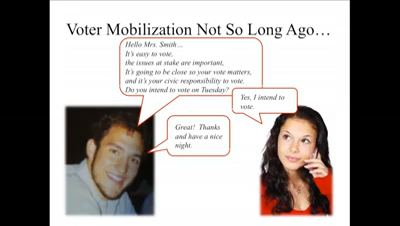 Voter Mobilization Not So Long Ago…
Hello Mrs. Smith…
It's easy to vote,
the issues at stake are important,
It's going to be close so your vote matters,
and it's your civic responsibility to vote.
Do you intend to vote on Tuesday?
Yes, I intend to
vote.
Great! Thanks
and have a nice
night.